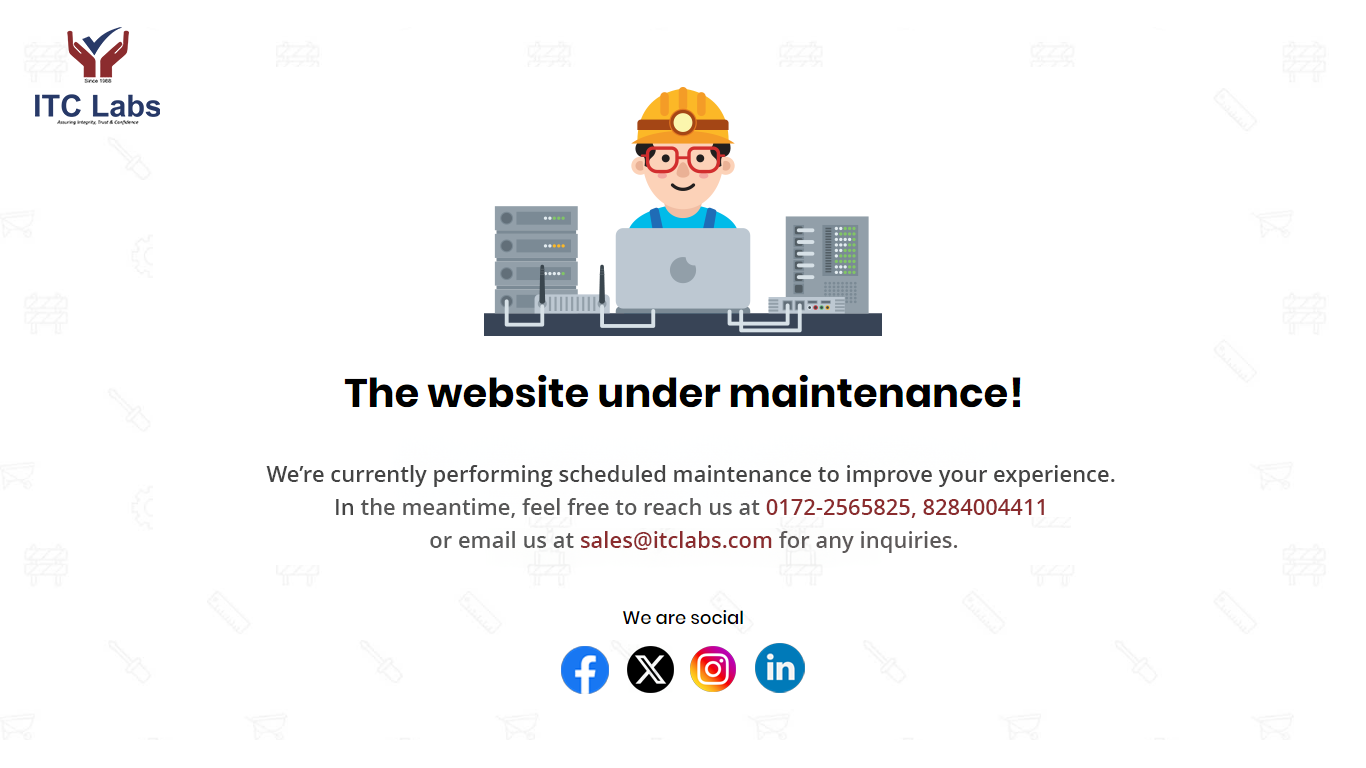 Since 1988
ITC Labs
Assuring Integrity, Trust & Confidence
The website under maintenance!
We’re currently performing scheduled maintenance to improve your experience.
In the meantime, feel free to reach us at 0172-2565825, 8284004411
or email us at sales@itclabs.com for any inquiries.
We are social